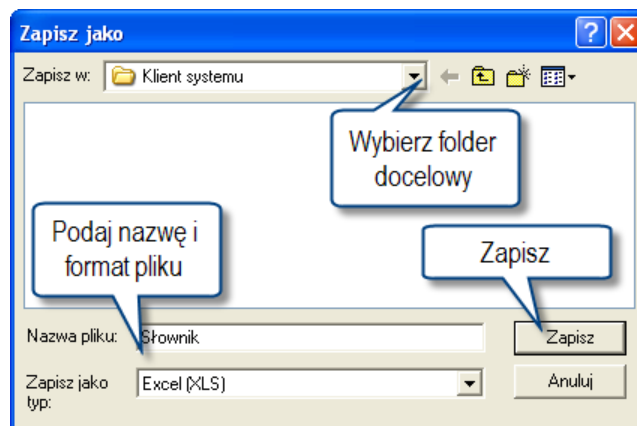 Zapisz jako
Zapisz w: Klient systemu
Wybierz folder
docelowy
Podaj nazwę i
format pliku
Zapisz
Nazwa pliku: Słownik Zapisz
Zapisz jako
typ: Excel (XLS) Anuluj